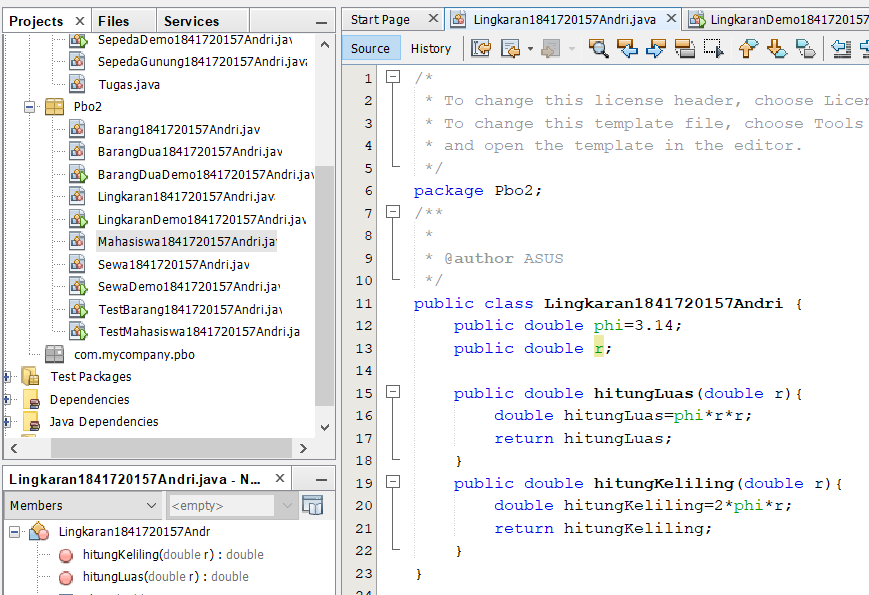 Projects × Files Services
SepedaDemo1841720157Andri.jav
SepedaGunung1841720157Andri.java
Tugas.java
Pbo2
Barang1841720157Andri.jav
BarangDua1841720157Andri.jav
BarangDuaDemo1841720157Andri.jav
Lingkaran1841720157Andri.java
LingkaranDemo1841720157Andri.jav
Mahasiswa1841720157Andri.jav
Sewa1841720157Andri.jav
SewaDemo1841720157Andri.jav
TestBarang1841720157Andri.jav
TestMahasiswa1841720157Andri.ja
com.mycompany.pbo
Test Packages
Dependencies
Java Dependencies
Lingkaran1841720157Andri.java - N... ×
Members <empty>
Lingkaran1841720157Andr
hitungKeliling(double r) : double
hitungLuas(double r) : double
Start Page × Lingkaran1841720157Andri.java × LingkaranDemo1841720157
Source History
1 /*
2 * To change this license header, choose Licen
3 * To change this template file, choose Tools
4 * and open the template in the editor.
5 */
6 package Pbo2;
7 /**
8 *
9 * @author ASUS
10 */
11 public class Lingkaran1841720157Andri {
12 public double phi=3.14;
13 public double r;
14
15 public double hitungLuas(double r){
16 double hitungLuas=phi*r*r;
17 return hitungLuas;
18 }
19 public double hitungKeliling(double r){
20 double hitungKeliling=2*phi*r;
21 return hitungKeliling;
22 }
23 }
24